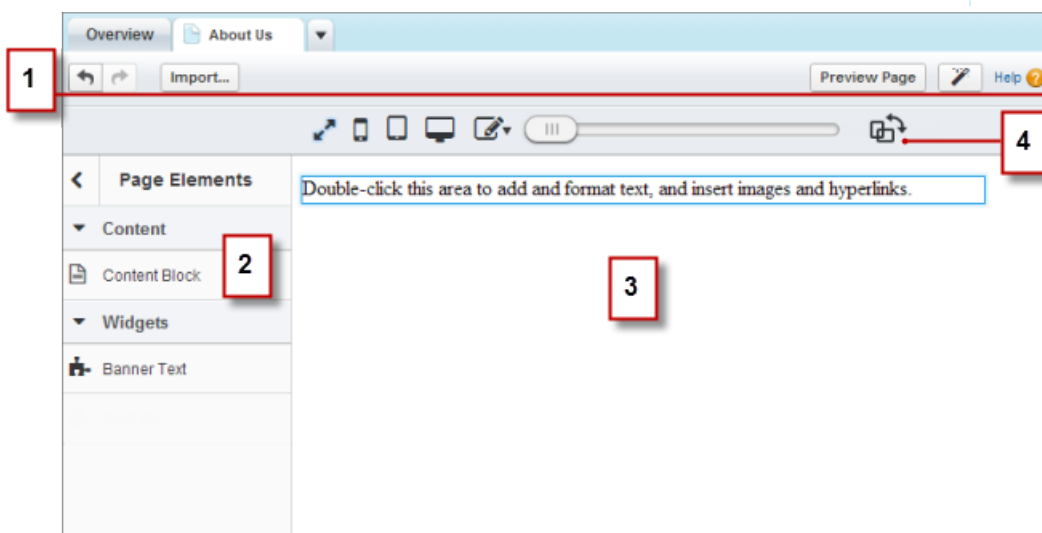 Overview About Us
1
Import... Preview Page Help ?
4
Page Elements
Double-click this area to add and format text, and insert images and hyperlinks.
Content
2
Content Block
3
Widgets
Banner Text